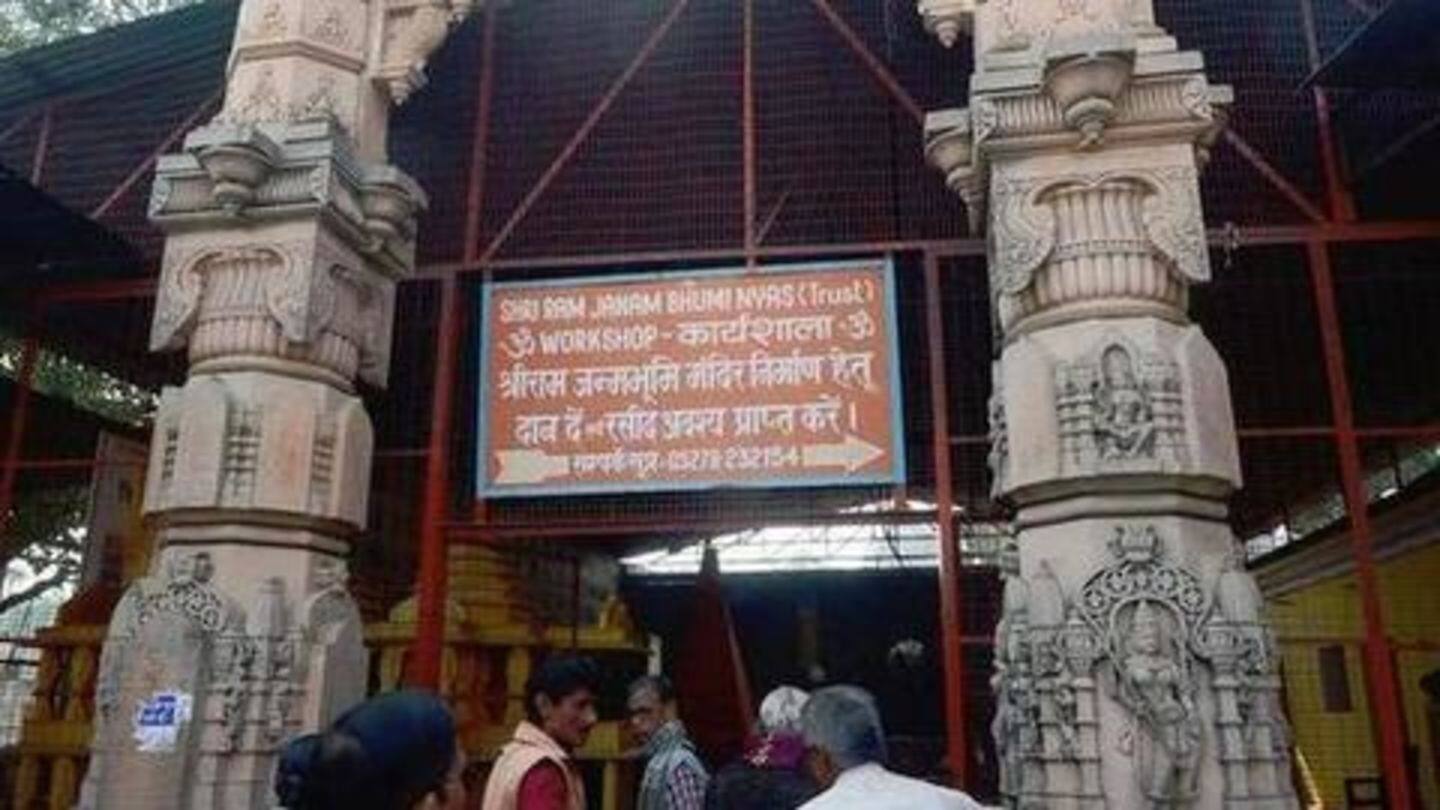 SHRI RAM JANAM BHUMI NYAS (Trust)
ॐ WORKSHOP - कार्यशाला ॐ
श्रीराम जन्मभूमि मंदिर निर्माण हेतु
दान दें - रसीद अवश्य प्राप्त करें।
सम्पर्क सूत्र: 05278 232154